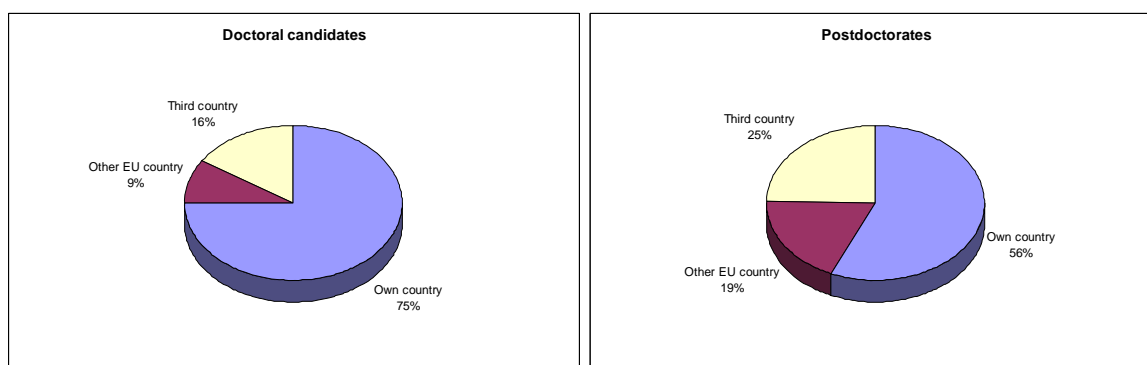 Doctoral candidates
Third country
16%
Other EU country
9%
Own country
75%
Postdoctorates
Third country
25%
Own country
56%
Other EU country
19%